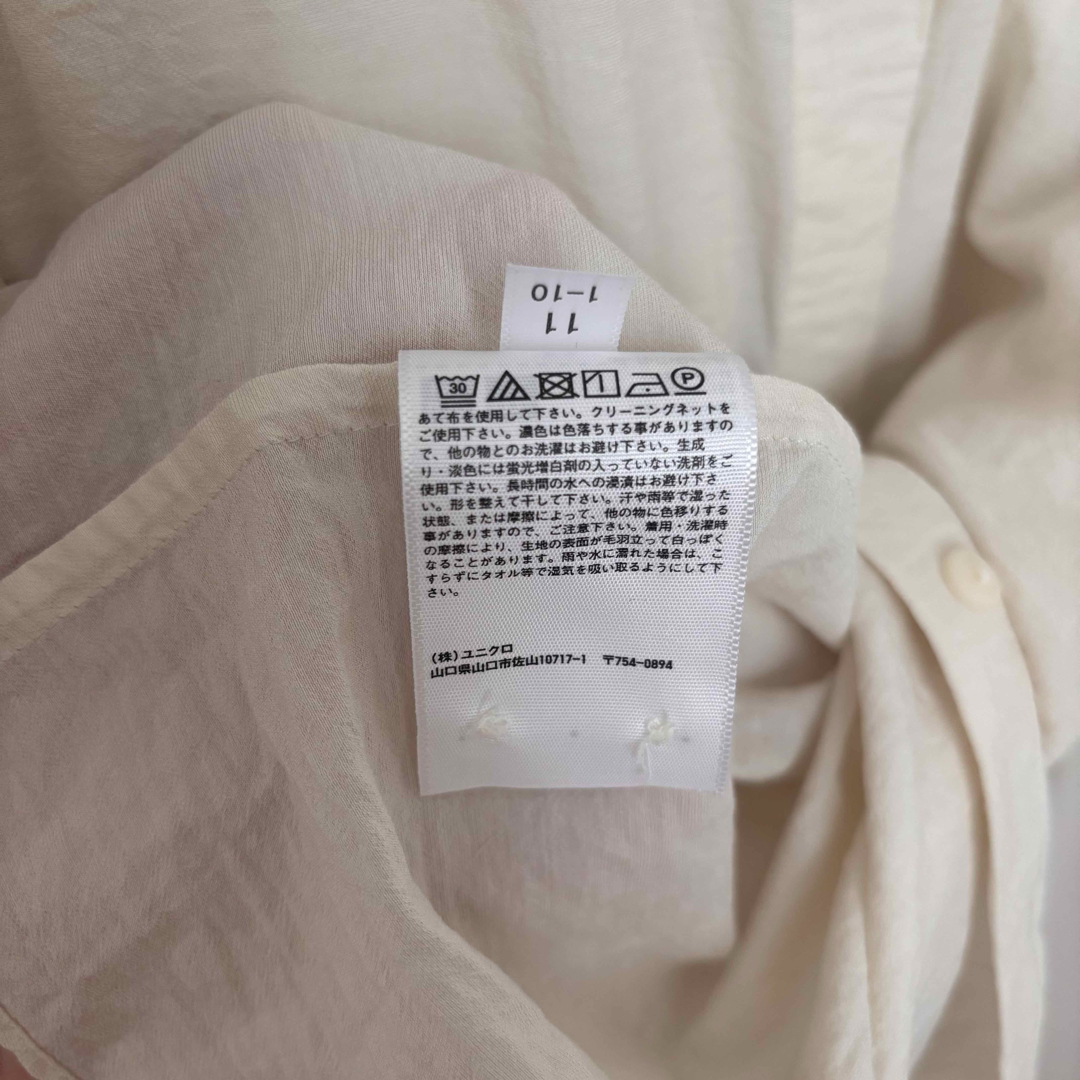 1-10
11
30 P
あて布を使用して下さい。クリーニングネットを
ご使用下さい。濃色は色落ちする事がありますの
で、他の物とのお洗濯はお避け下さい。生成
り・淡色には蛍光増白剤の入っていない洗剤をご
使用下さい。長時間の水への浸漬はお避け下さ
い。形を整えて干して下さい。汗や雨等で湿った
状態、または摩擦によって、他の物に色移りする
事がありますので、ご注意下さい。着用・洗濯時
の摩擦により、生地の表面が毛羽立って白っぽく
なることがあります。雨や水に濡れた場合は、こ
すらずにタオル等で湿気を吸い取るようにして下
さい。
(株)ユニクロ
山口県山口市佐山10717-1 〒754-0894